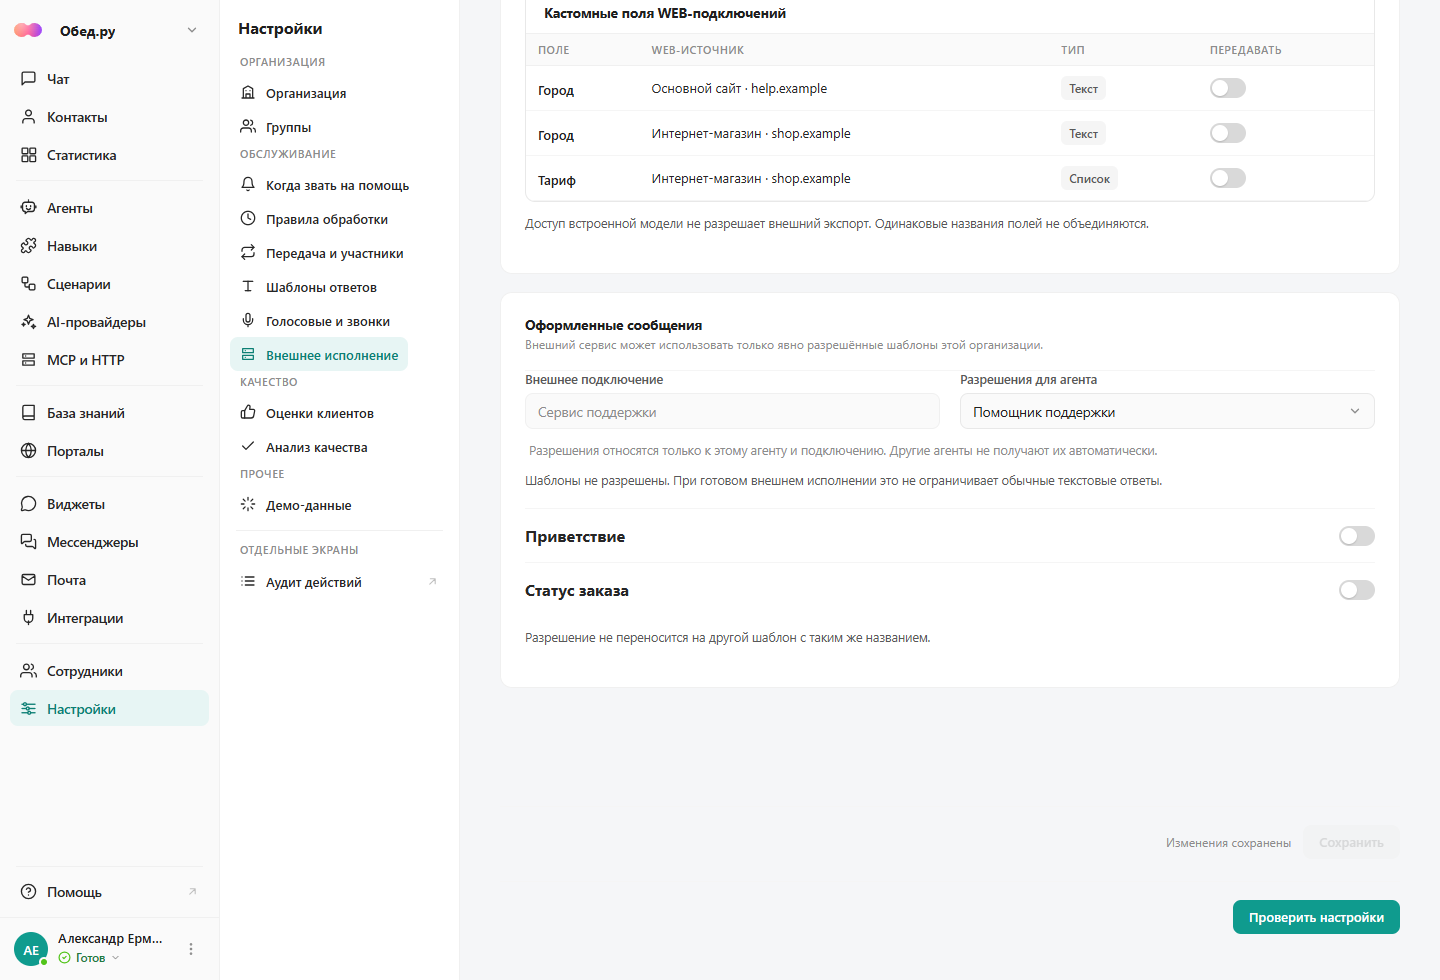 Обед.ру
Чат
Контакты
Статистика
Агенты
Навыки
Сценарии
AI-провайдеры
MCP и HTTP
База знаний
Порталы
Виджеты
Мессенджеры
Почта
Интеграции
Сотрудники
Настройки
Помощь
AE
Александр Ерм...
Готов
Настройки
ОРГАНИЗАЦИЯ
Организация
Группы
ОБСЛУЖИВАНИЕ
Когда звать на помощь
Правила обработки
Передача и участники
Шаблоны ответов
Голосовые и звонки
Внешнее исполнение
КАЧЕСТВО
Оценки клиентов
Анализ качества
ПРОЧЕЕ
Демо-данные
ОТДЕЛЬНЫЕ ЭКРАНЫ
Аудит действий
Кастомные поля WEB-подключений
ПОЛЕ WEB-ИСТОЧНИК ТИП ПЕРЕДАВАТЬ
Город Основной сайт · help.example Текст
Город Интернет-магазин · shop.example Текст
Тариф Интернет-магазин · shop.example Список
Доступ встроенной модели не разрешает внешний экспорт. Одинаковые названия полей не объединяются.
Оформленные сообщения
Внешний сервис может использовать только явно разрешённые шаблоны этой организации.
Внешнее подключение Разрешения для агента
Сервис поддержки Помощник поддержки
Разрешения относятся только к этому агенту и подключению. Другие агенты не получают их автоматически.
Шаблоны не разрешены. При готовом внешнем исполнении это не ограничивает обычные текстовые ответы.
Приветствие
Статус заказа
Разрешение не переносится на другой шаблон с таким же названием.
Изменения сохранены Сохранить
Проверить настройки